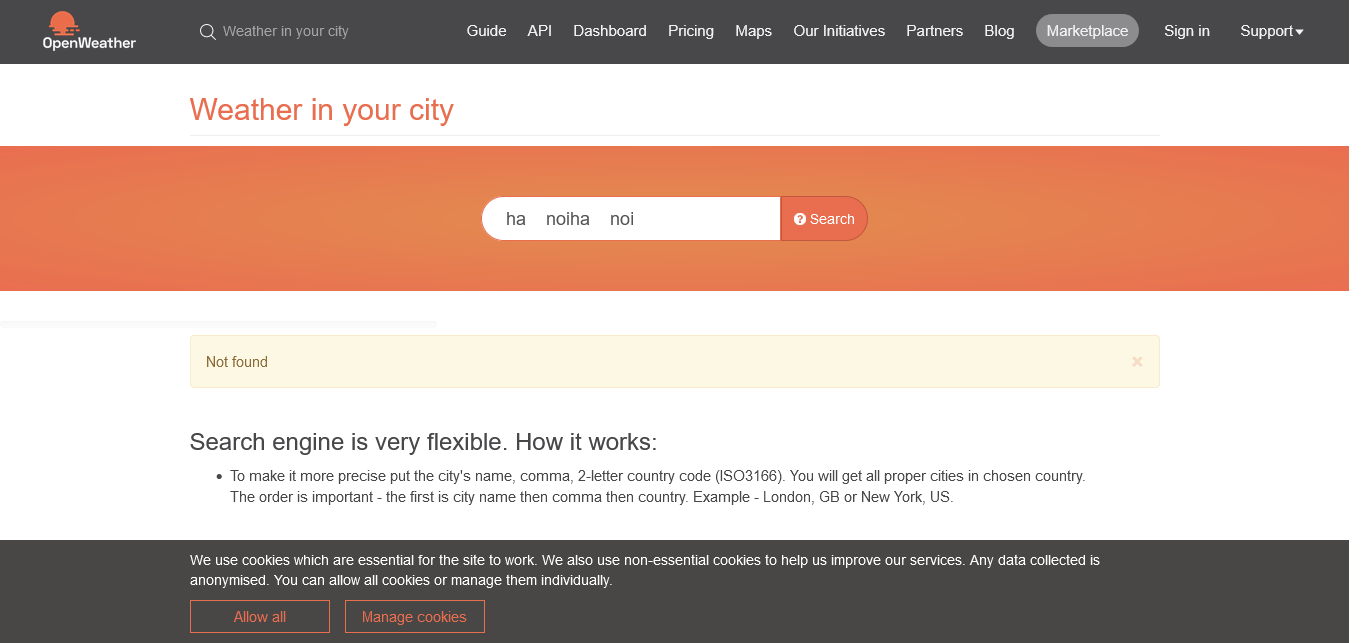 OpenWeather
Weather in your city
Guide API Dashboard Pricing Maps Our Initiatives Partners Blog Marketplace Sign in Support
Weather in your city
ha noiha noi
Search
Not found
Search engine is very flexible. How it works:
To make it more precise put the city's name, comma, 2-letter country code (ISO3166). You will get all proper cities in chosen country.
The order is important - the first is city name then comma then country. Example - London, GB or New York, US.
We use cookies which are essential for the site to work. We also use non-essential cookies to help us improve our services. Any data collected is
anonymised. You can allow all cookies or manage them individually.
Allow all
Manage cookies